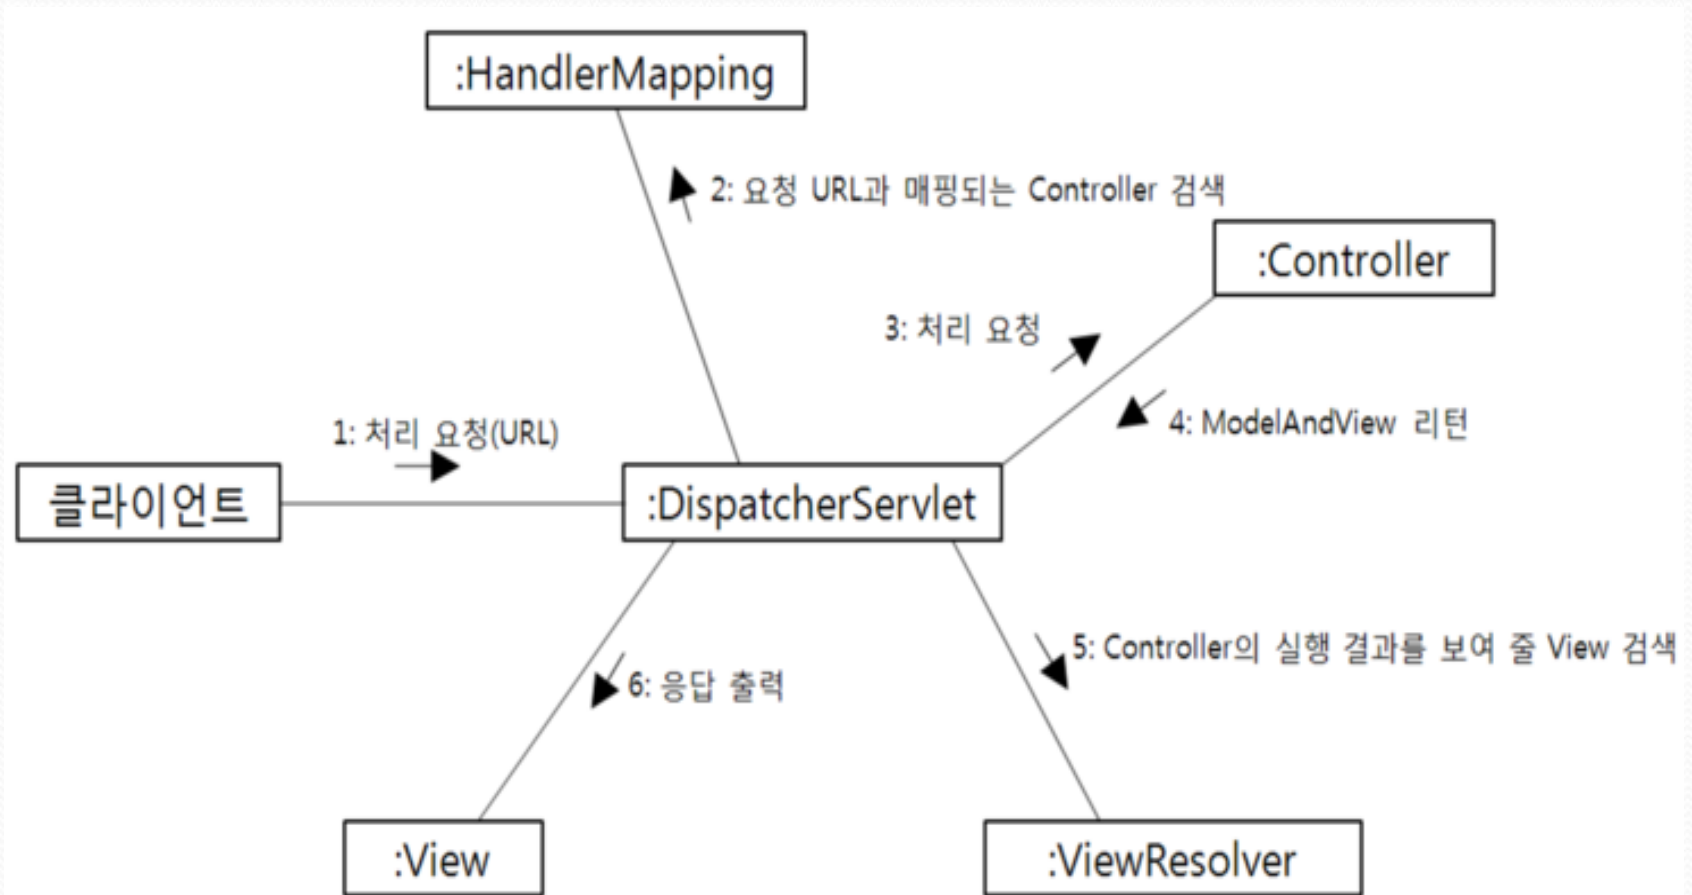 :HandlerMapping
2: 요청 URL과 매핑되는 Controller 검색
:Controller
3: 처리 요청
4: ModelAndView 리턴
1: 처리 요청(URL)
클라이언트
:DispatcherServlet
5: Controller의 실행 결과를 보여 줄 View 검색
6: 응답 출력
:View
:ViewResolver